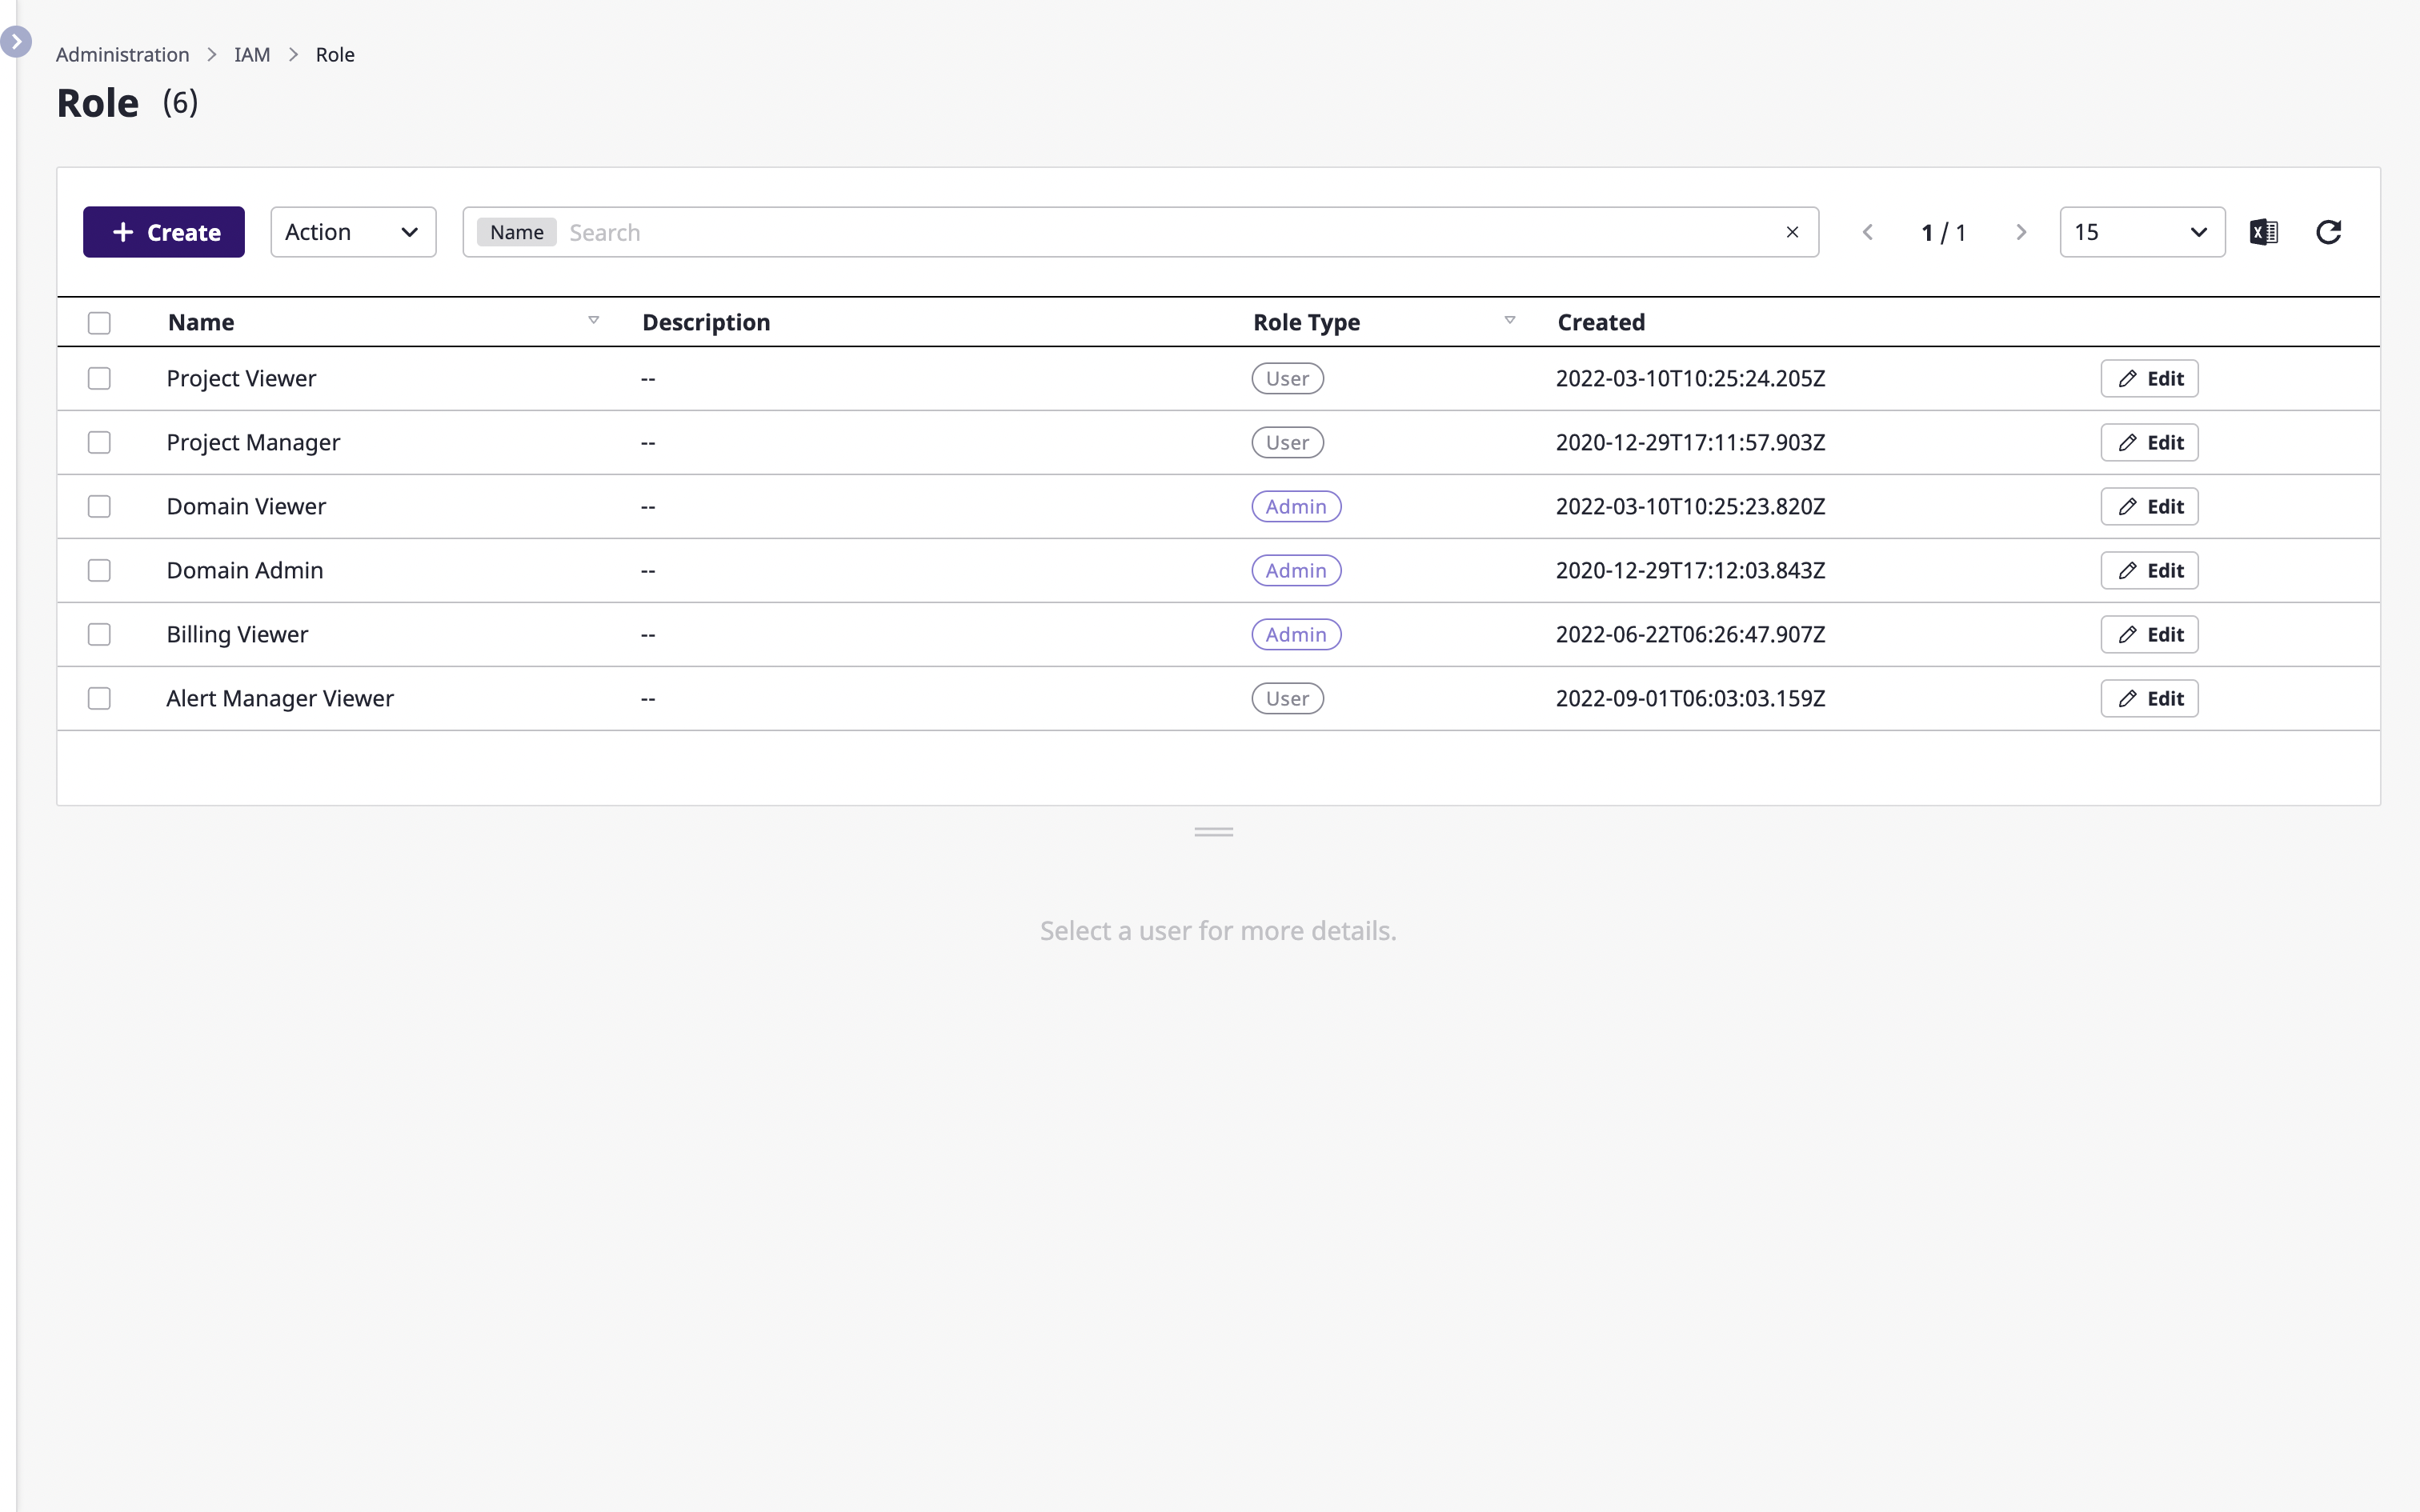 Administration > IAM > Role
Role (6)
+ Create Action Name Search × < 1 / 1 > 15
Name Description Role Type Created
Project Viewer -- User 2022-03-10T10:25:24.205Z Edit
Project Manager -- User 2020-12-29T17:11:57.903Z Edit
Domain Viewer -- Admin 2022-03-10T10:25:23.820Z Edit
Domain Admin -- Admin 2020-12-29T17:12:03.843Z Edit
Billing Viewer -- Admin 2022-06-22T06:26:47.907Z Edit
Alert Manager Viewer -- User 2022-09-01T06:03:03.159Z Edit
Select a user for more details.